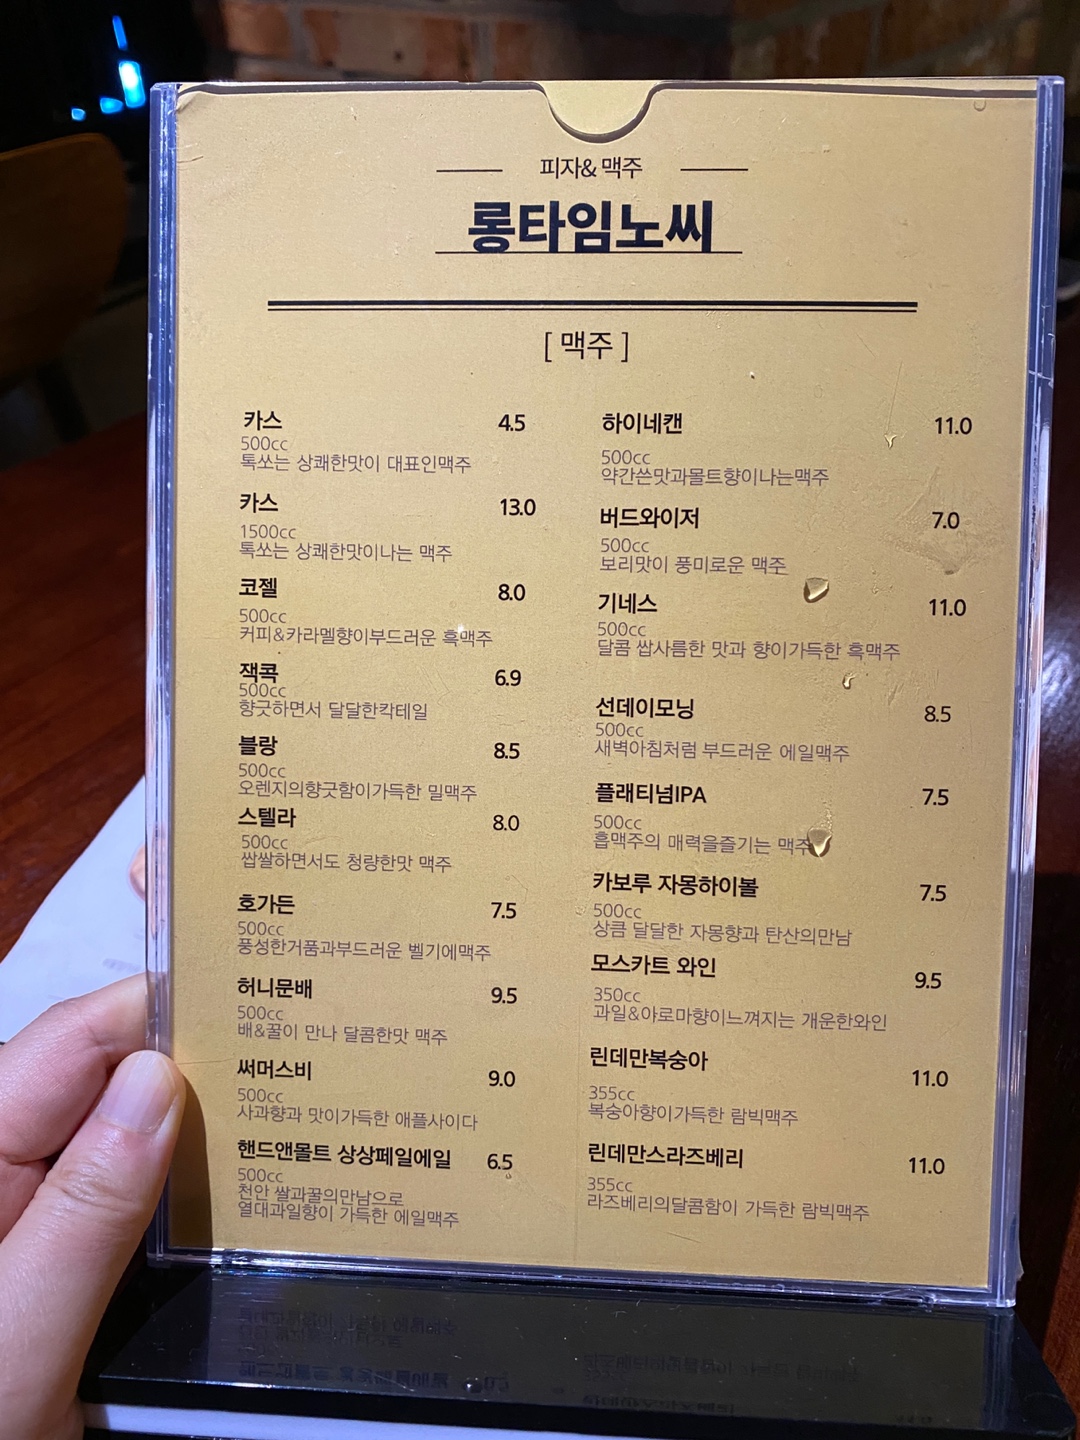 피자& 맥주
롱타임노씨
[ 맥주 ]
카스 4.5
500cc
톡쏘는 상쾌한맛이 대표인맥주
카스 13.0
1500cc
톡쏘는 상쾌한맛이나는 맥주
코젤 8.0
500cc
커피&카라멜향이부드러운 흑맥주
잭콕 6.9
500cc
향긋하면서 달달한칵테일
블랑 8.5
500cc
오렌지의향긋함이가득한 밀맥주
스텔라 8.0
500cc
쌉쌀하면서도 청량한맛 맥주
호가든 7.5
500cc
풍성한거품과부드러운 벨기에맥주
허니문배 9.5
500cc
배&꿀이 만나 달콤한맛 맥주
써머스비 9.0
500cc
사과향과 맛이가득한 애플사이다
핸드앤몰트 상상페일에일 6.5
500cc
천안 쌀과꿀의만남으로
열대과일향이 가득한 에일맥주
하이네캔 11.0
500cc
약간쓴맛과몰트향이나는맥주
버드와이저 7.0
500cc
보리맛이 풍미로운 맥주
기네스 11.0
500cc
달콤 쌉사름한 맛과 향이가득한 흑맥주
선데이모닝 8.5
500cc
새벽아침처럼 부드러운 에일맥주
플래티넘IPA 7.5
500cc
홉맥주의 매력을즐기는 맥주
카보루 자몽하이볼 7.5
500cc
상큼 달달한 자몽향과 탄산의만남
모스카트 와인 9.5
350cc
과일&아로마향이느껴지는 개운한와인
린데만복숭아 11.0
355cc
복숭아향이가득한 람빅맥주
린데만스라즈베리 11.0
355cc
라즈베리의달콤함이 가득한 람빅맥주